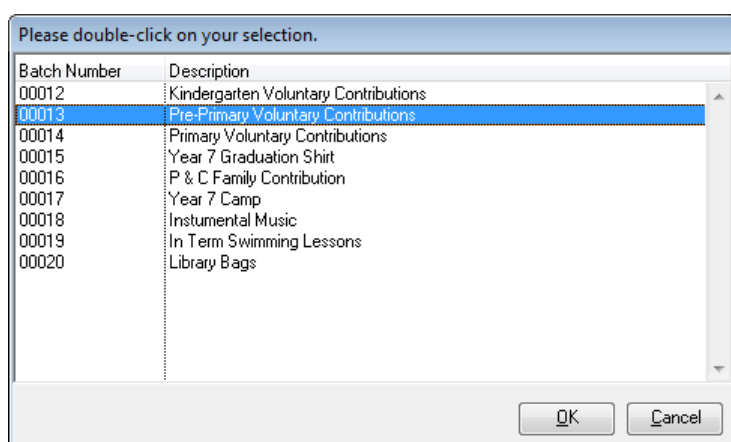 Please double-click on your selection.
Batch Number Description
00012 Kindergarten Voluntary Contributions
00013 Pre-Primary Voluntary Contributions
00014 Primary Voluntary Contributions
00015 Year 7 Graduation Shirt
00016 P & C Family Contribution
00017 Year 7 Camp
00018 Instumental Music
00019 In Term Swimming Lessons
00020 Library Bags
OK Cancel